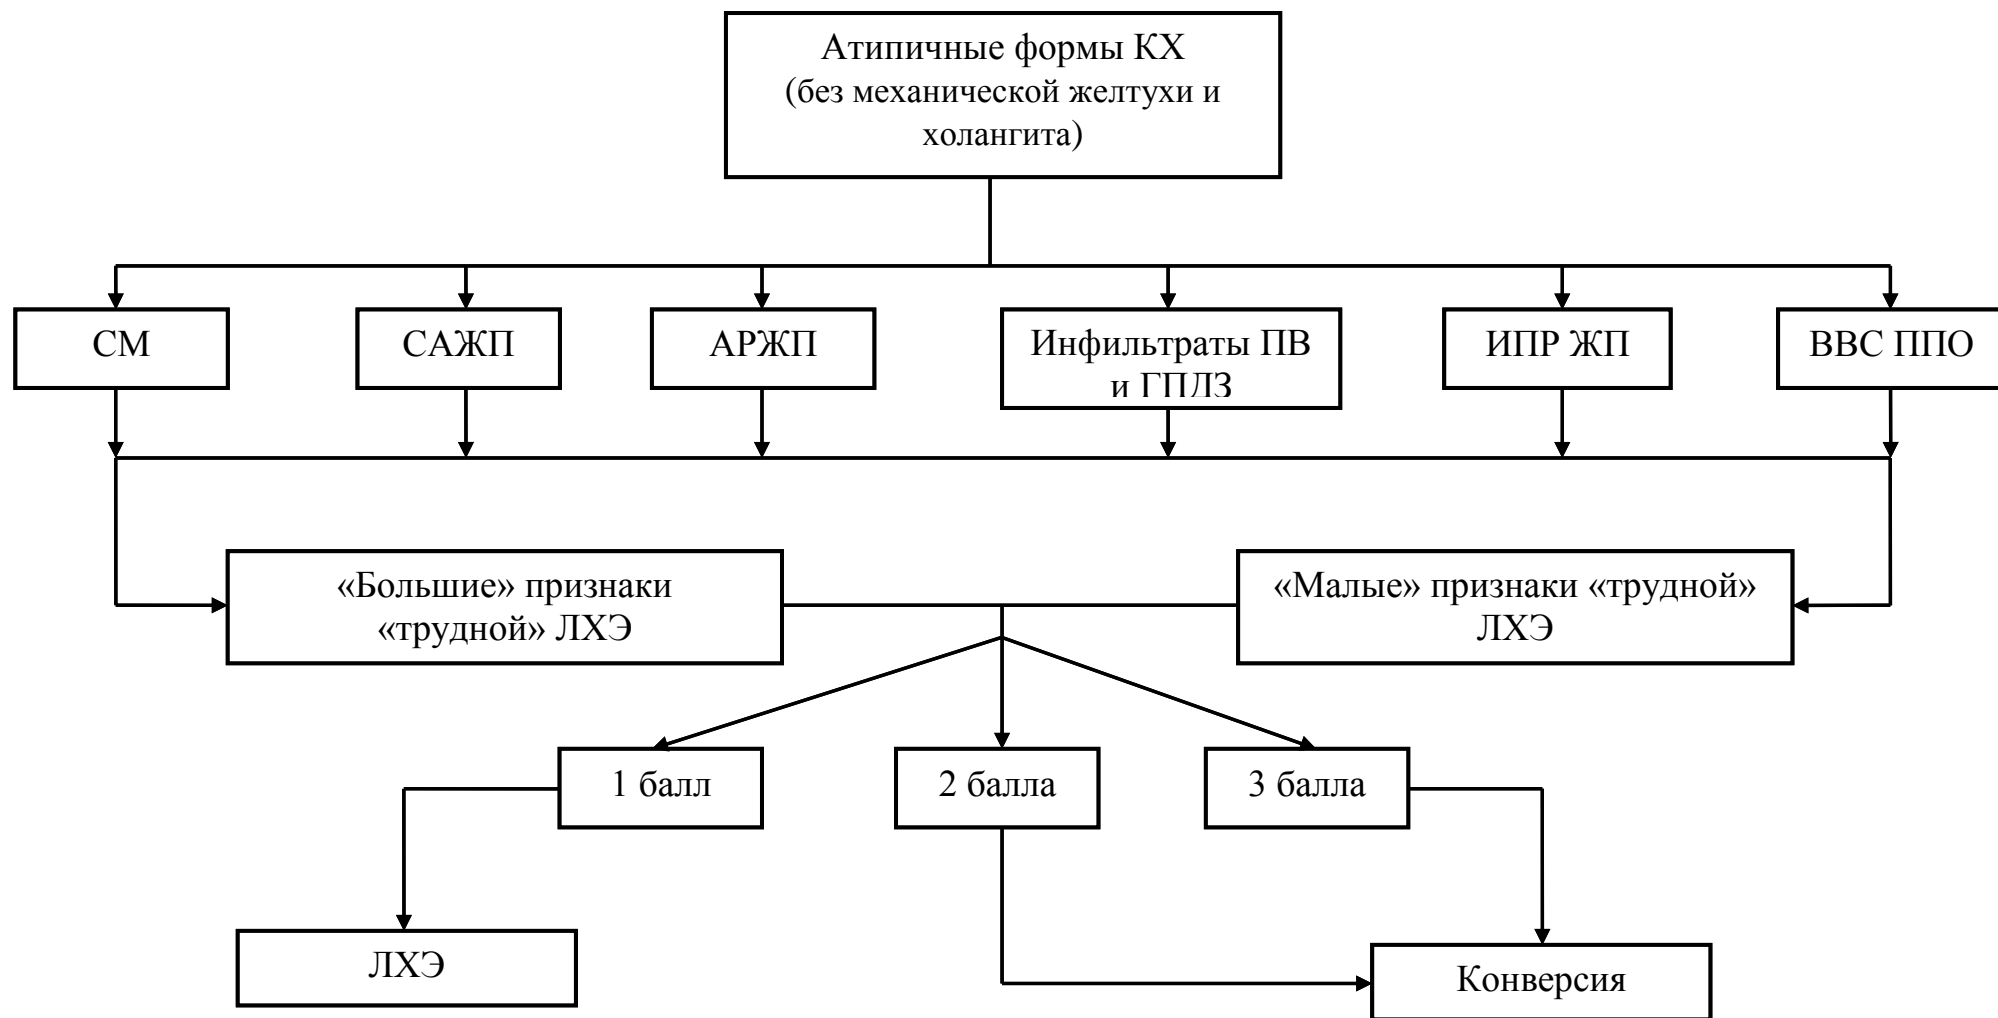 Атипичные формы КХ
(без механической желтухи и
холангита)
СМ
САЖП
АРЖП
Инфильтраты ПВ
и ГПДЗ
ИПР ЖП
ВВС ППО
«Большие» признаки
«трудной» ЛХЭ
«Малые» признаки «трудной»
ЛХЭ
1 балл
2 балла
3 балла
ЛХЭ
Конверсия